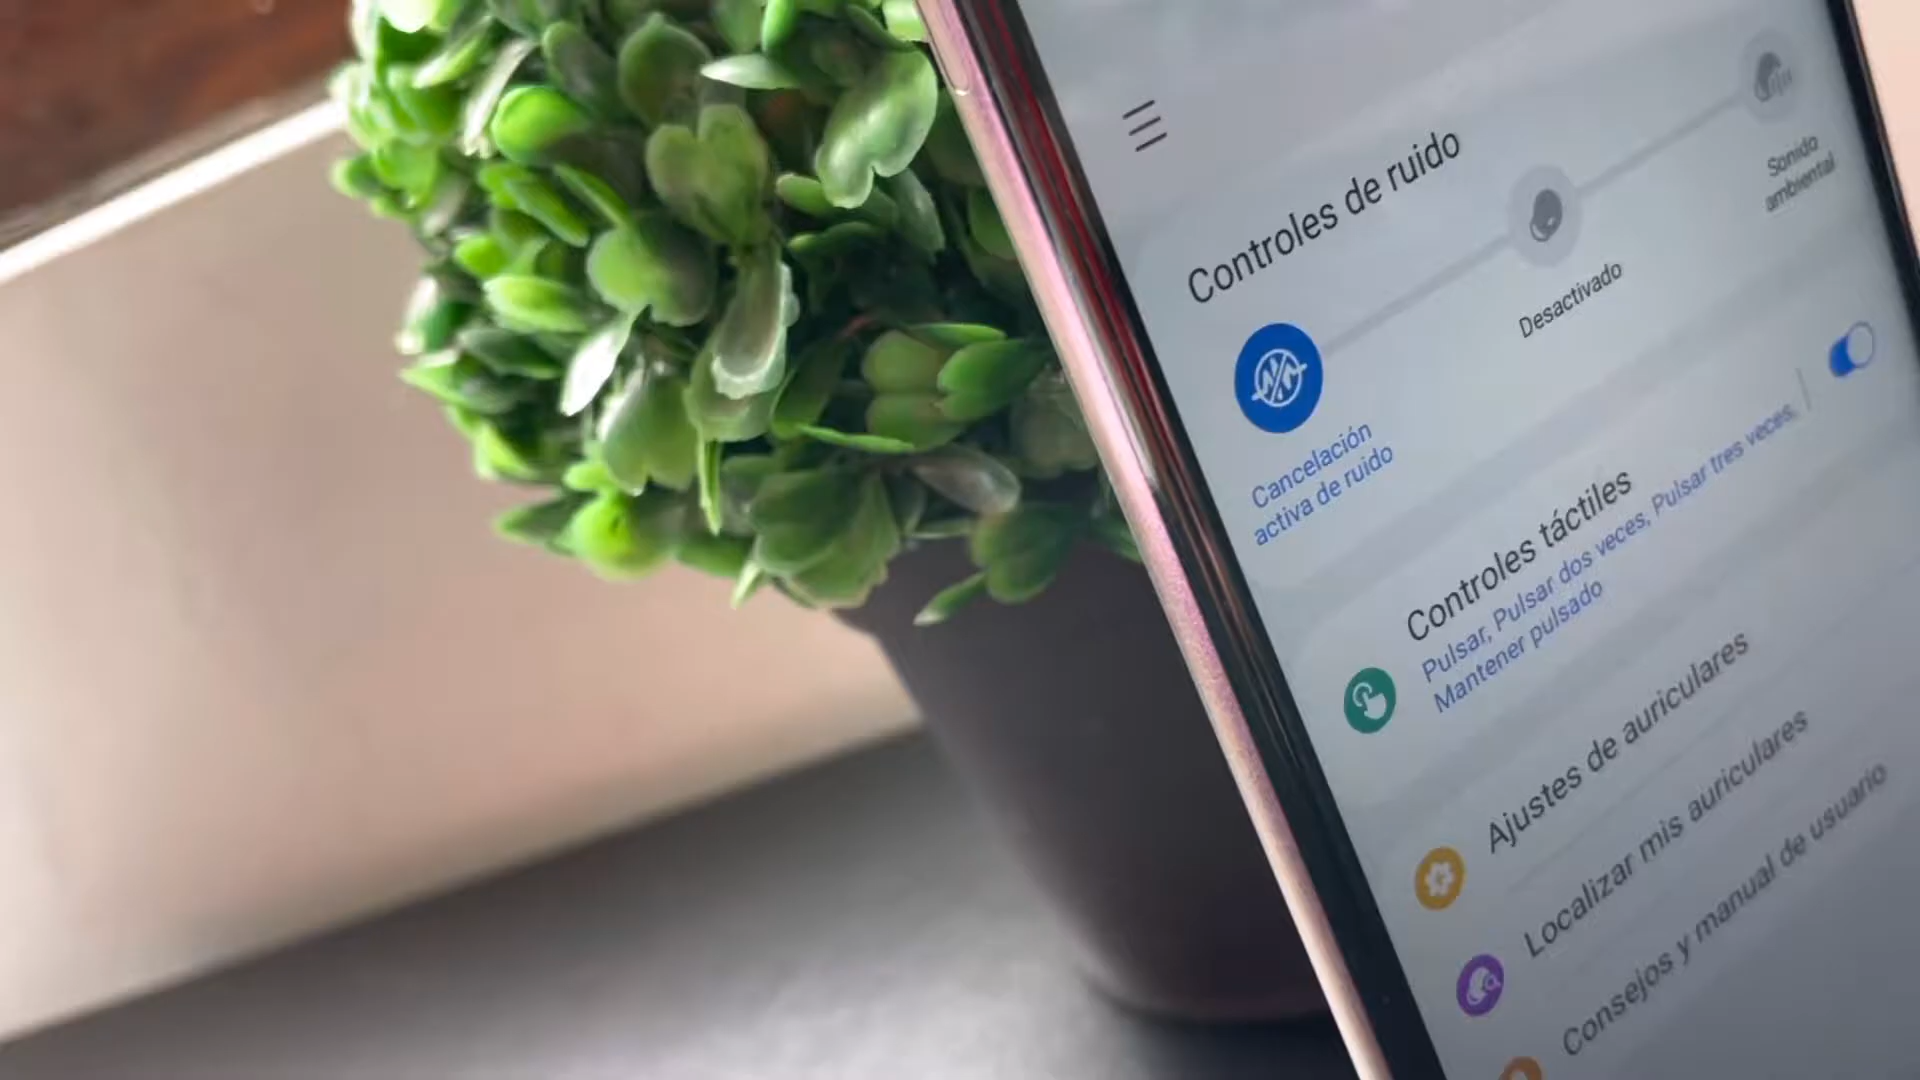 Controles de ruido
Cancelación
activa de ruido
Desactivado
Sonido
ambiental
Controles táctiles
Pulsar, Pulsar dos veces, Pulsar tres veces,
Mantener pulsado
Ajustes de auriculares
Localizar mis auriculares
Consejos y manual de usuario